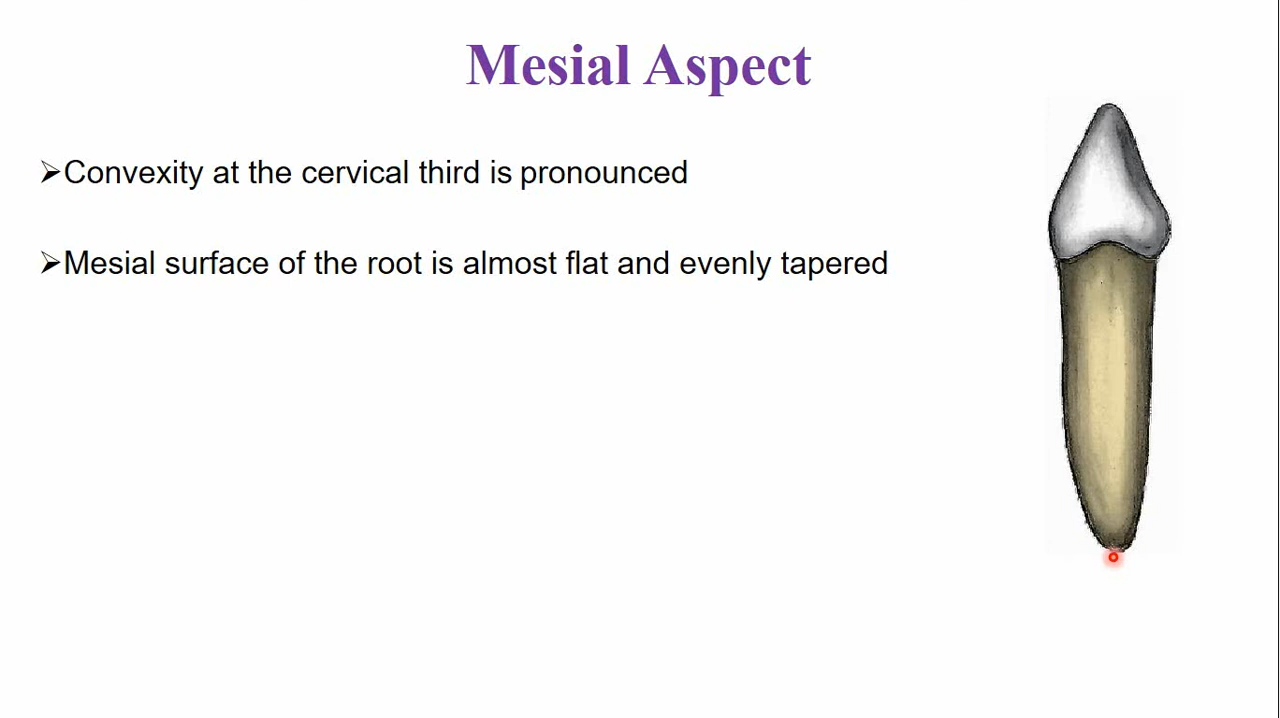 Mesial Aspect
➢Convexity at the cervical third is pronounced
➢Mesial surface of the root is almost flat and evenly tapered